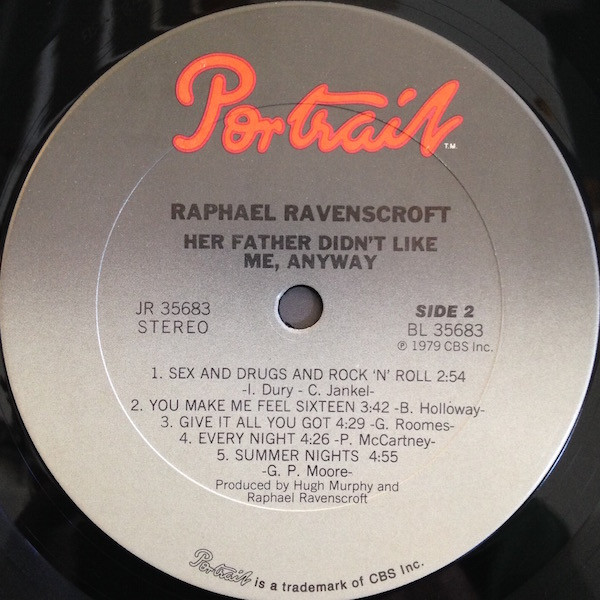 Portrait T.M.
RAPHAEL RAVENSCROFT
HER FATHER DIDN'T LIKE
ME, ANYWAY
JR 35683
STEREO
SIDE 2
BL 35683
℗ 1979 CBS Inc.
1. SEX AND DRUGS AND ROCK 'N' ROLL 2:54
-I. Dury - C. Jankel-
2. YOU MAKE ME FEEL SIXTEEN 3:42 -B. Holloway-
3. GIVE IT ALL YOU GOT 4:29 -G. Roomes-
4. EVERY NIGHT 4:26 -P. McCartney-
5. SUMMER NIGHTS 4:55
-G. P. Moore-
Produced by Hugh Murphy and
Raphael Ravenscroft
Portrait is a trademark of CBS Inc.